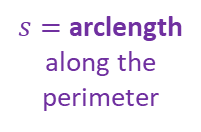 s = arclength
along the
perimeter